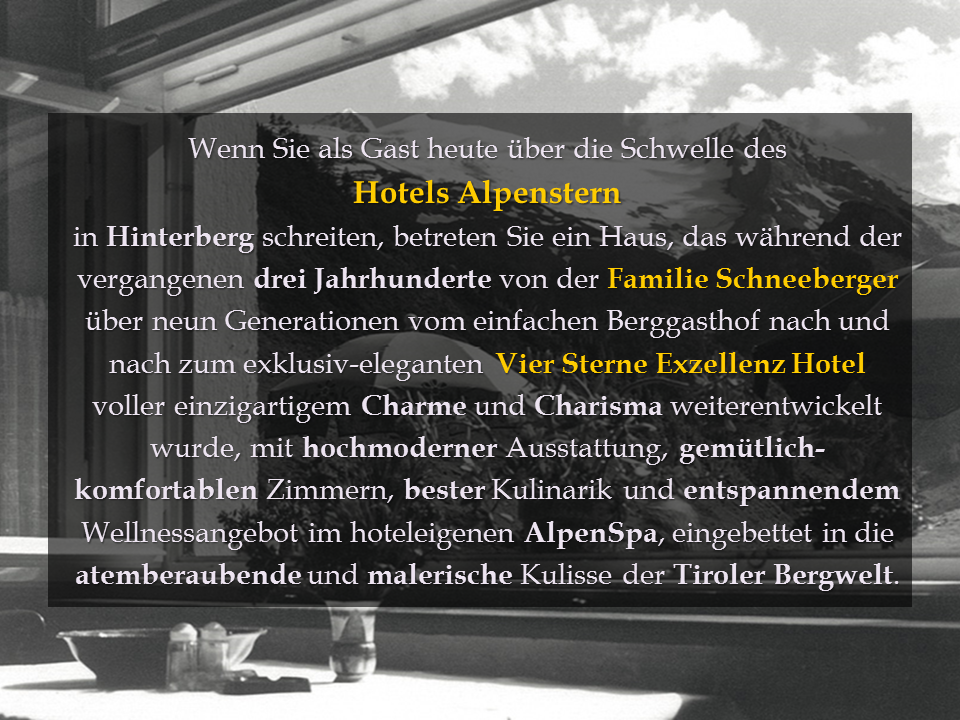 Wenn Sie als Gast heute über die Schwelle des
Hotels Alpenstern
in Hinterberg schreiten, betreten Sie ein Haus, das während der
vergangenen drei Jahrhunderte von der Familie Schneeberger
über neun Generationen vom einfachen Berggasthof nach und
nach zum exklusiv-eleganten Vier Sterne Exzellenz Hotel
voller einzigartigem Charme und Charisma weiterentwickelt
wurde, mit hochmoderner Ausstattung, gemütlich-
komfortablen Zimmern, bester Kulinarik und entspannendem
Wellnessangebot im hoteleigenen AlpenSpa, eingebettet in die
atemberaubende und malerische Kulisse der Tiroler Bergwelt.